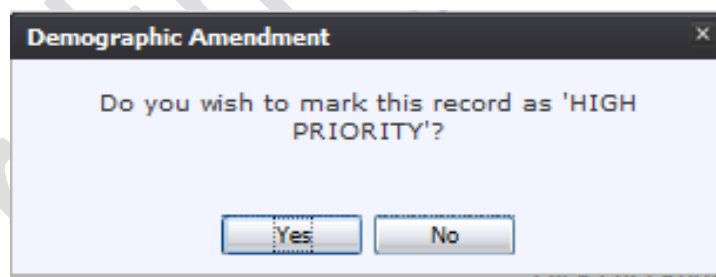 Demographic Amendment
Do you wish to mark this record as 'HIGH
PRIORITY'?
Yes
No